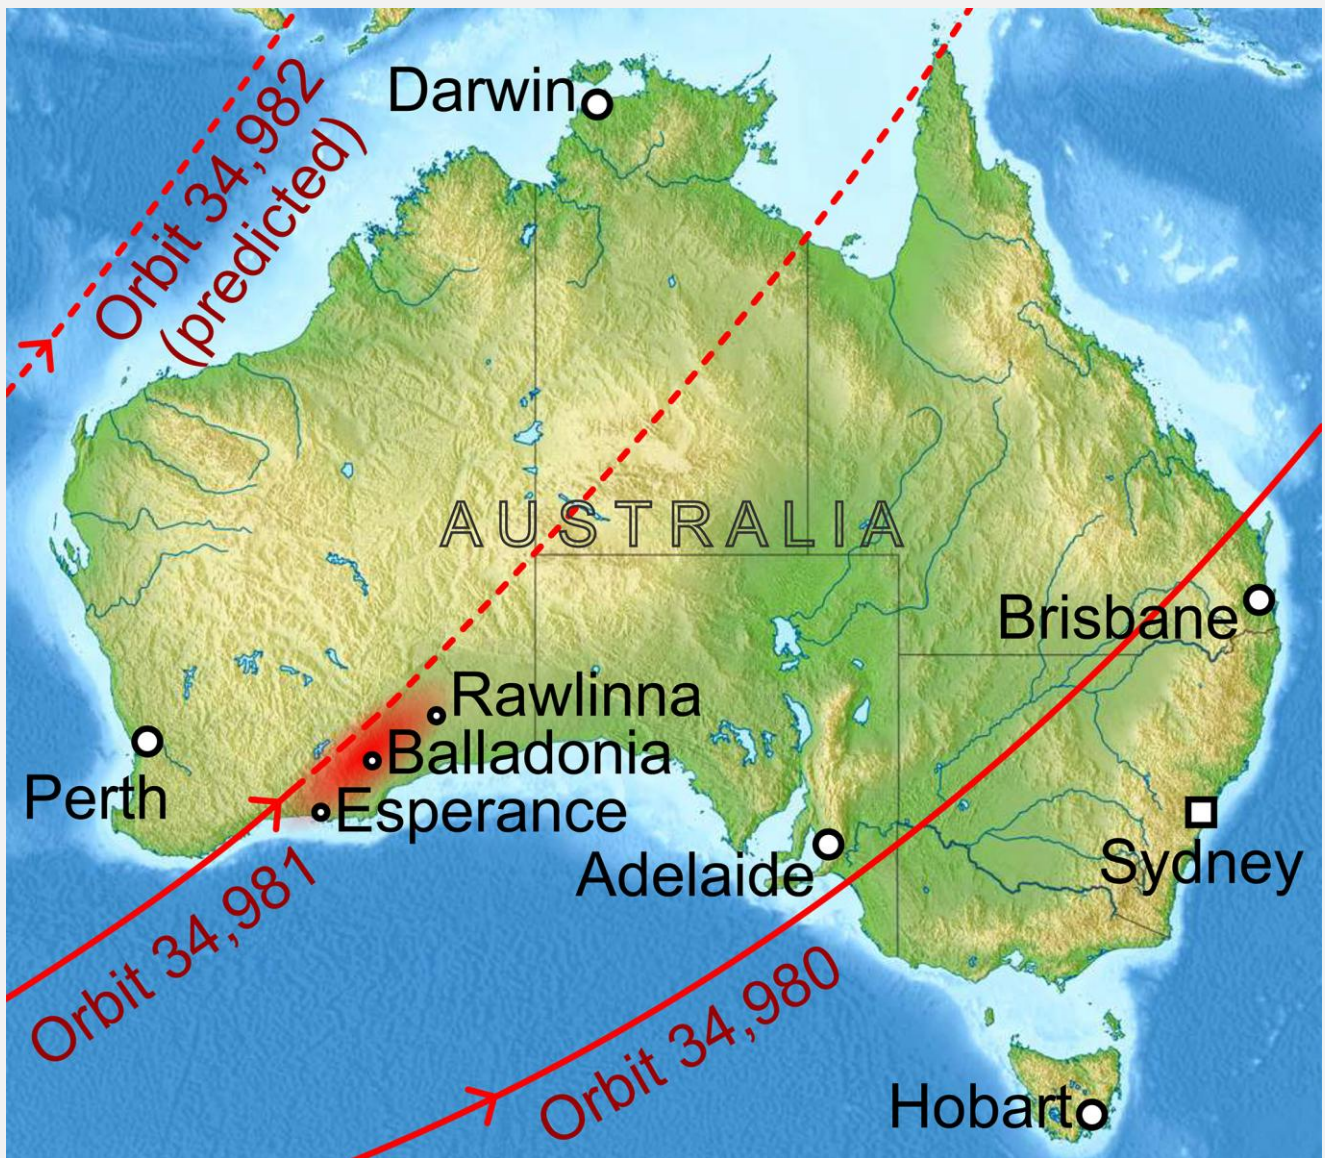 Darwin
Orbit 34,982
(predicted)
AUSTRALIA
Brisbane
Rawlinna
Balladonia
Perth
Esperance
Sydney
Adelaide
Orbit 34,981
Orbit 34,980
Hobart